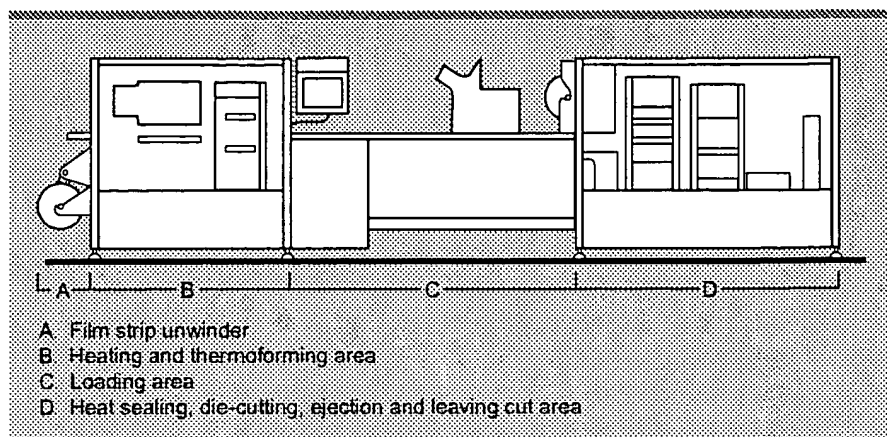 A B C D
A Film strip unwinder
B Heating and thermoforming area
C Loading area
D Heat sealing, die-cutting, ejection and leaving cut area